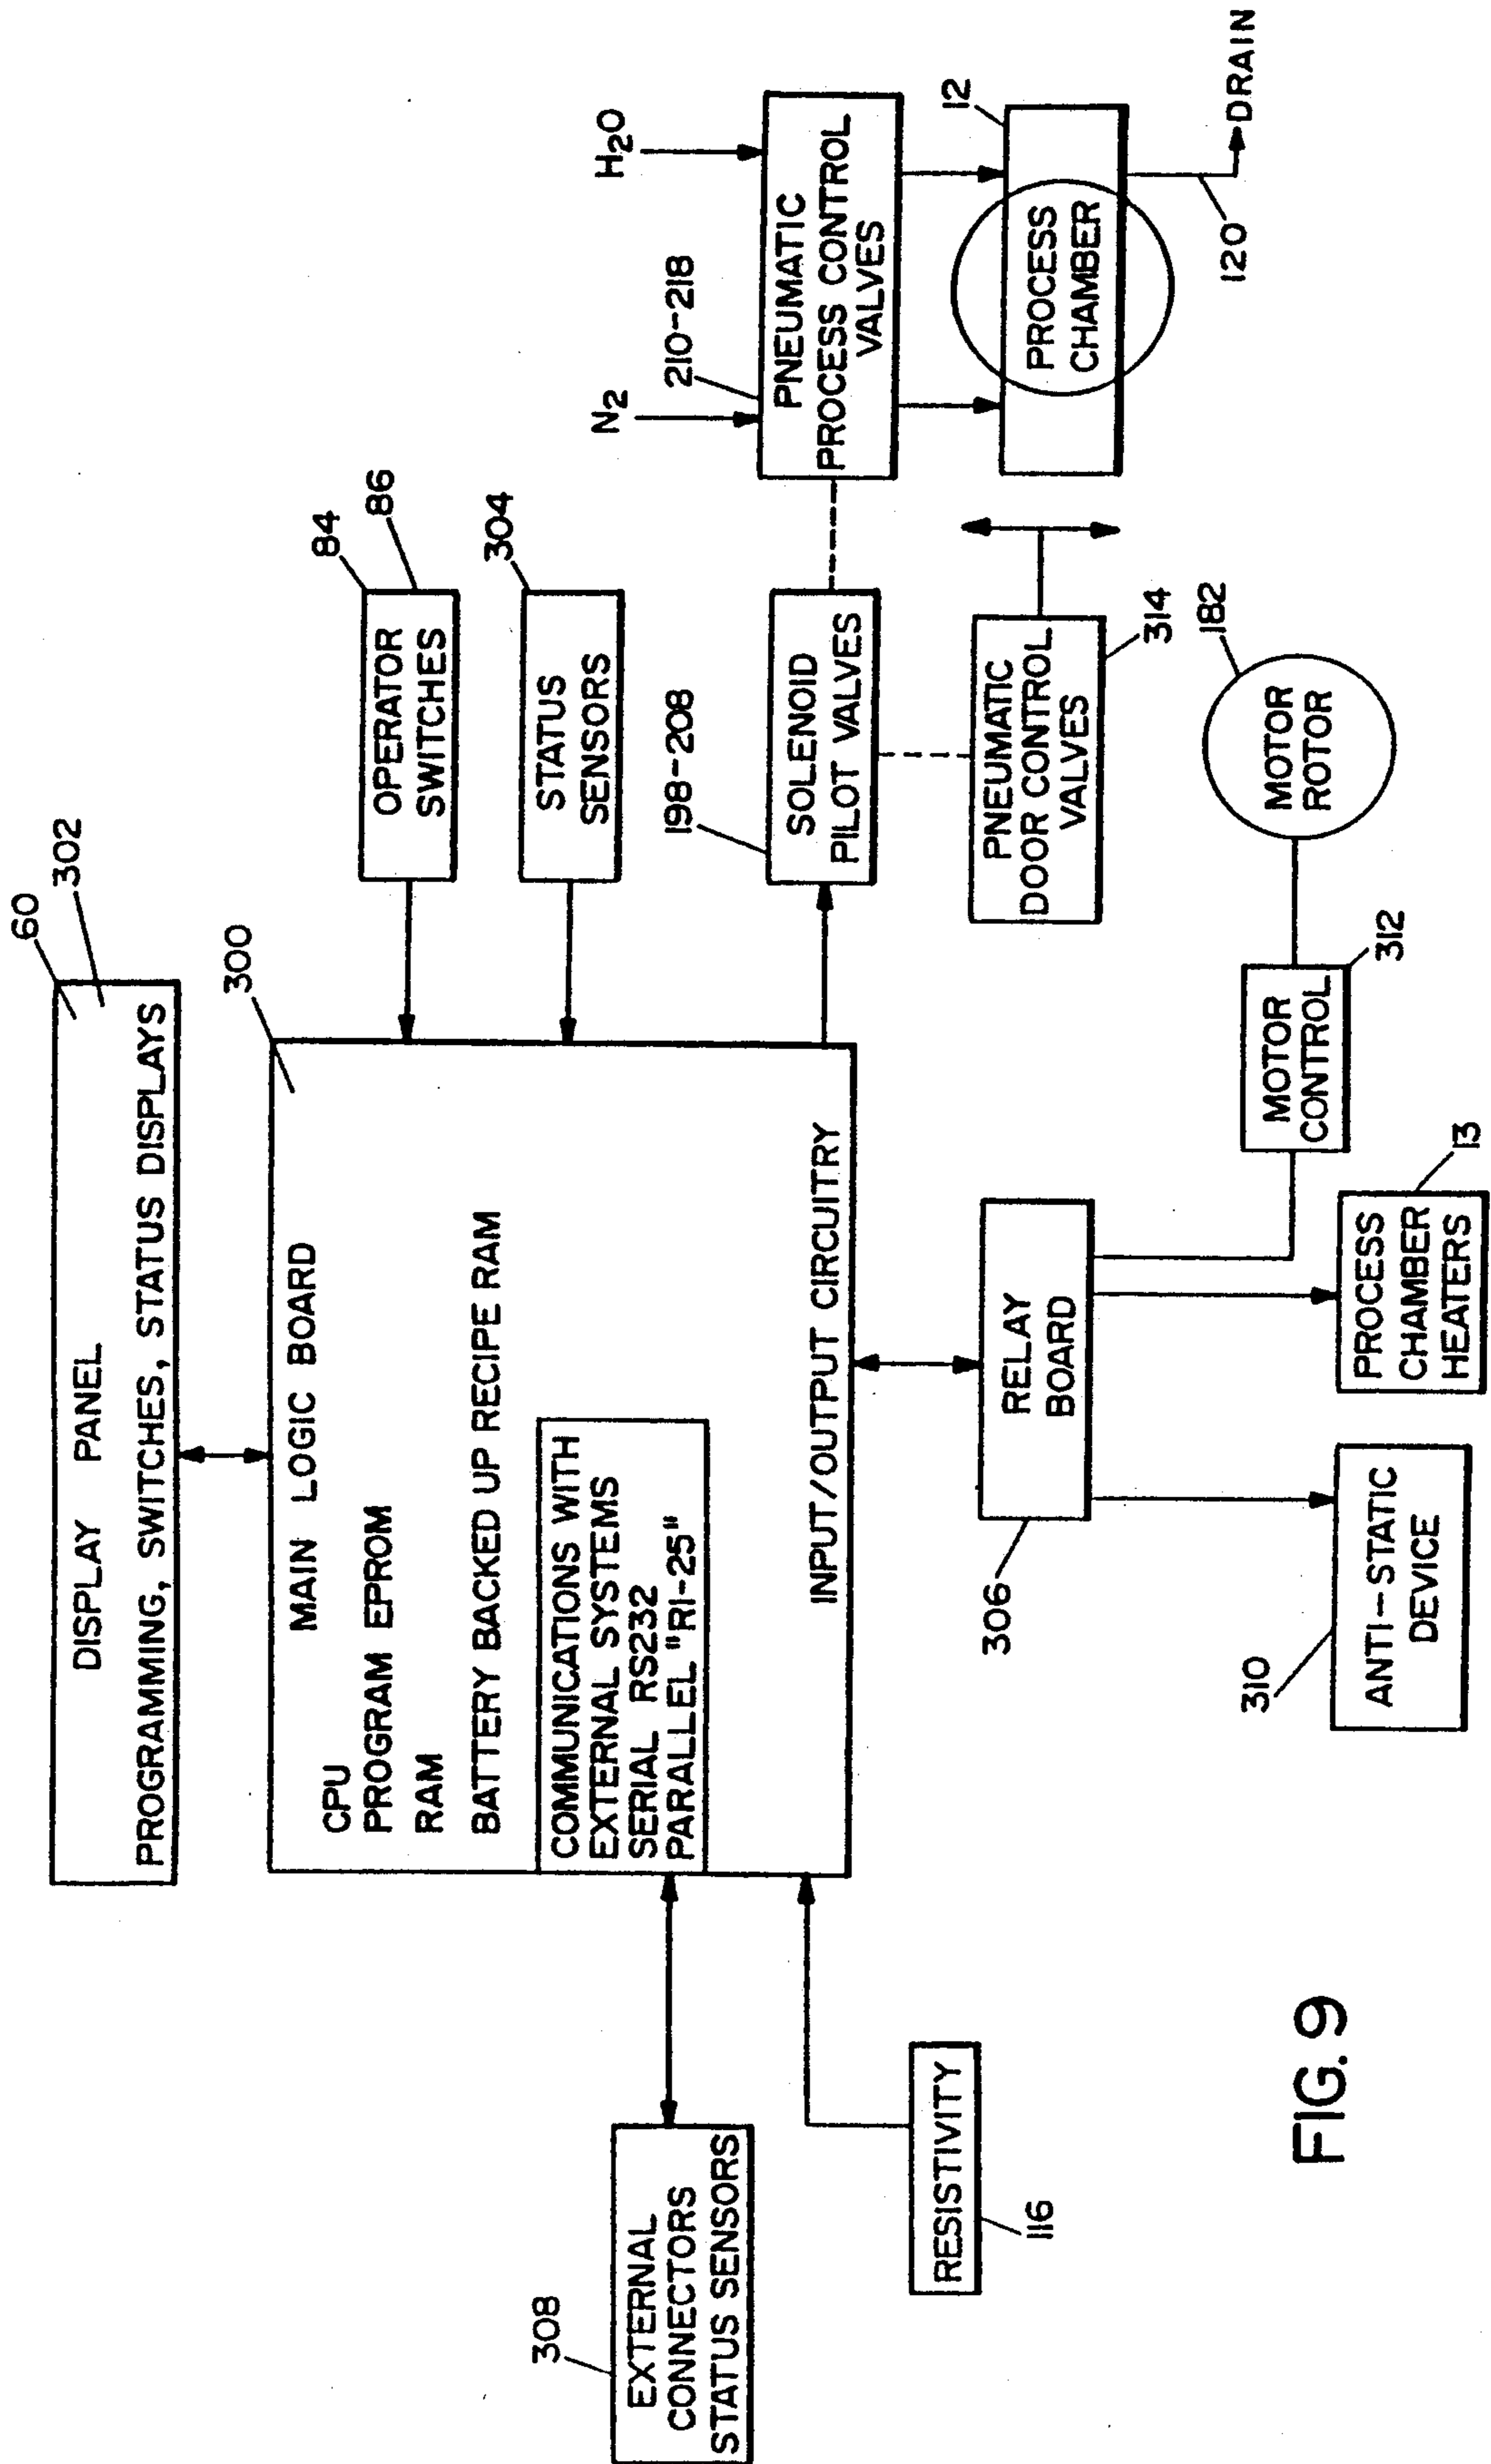 60
302
DISPLAY PANEL
PROGRAMMING, SWITCHES, STATUS DISPLAYS
300
MAIN LOGIC BOARD
CPU
PROGRAM EPROM
RAM
BATTERY BACKED UP RECIPE RAM
COMMUNICATIONS WITH
EXTERNAL SYSTEMS
SERIAL RS232
PARALLEL "RI-25"
INPUT/OUTPUT CIRCUITRY
308
EXTERNAL
CONNECTORS
STATUS SENSORS
RESISTIVITY
116
84
86
OPERATOR
SWITCHES
304
STATUS
SENSORS
198-208
SOLENOID
PILOT VALVES
N2
H2O
210-218
PNEUMATIC
PROCESS CONTROL
VALVES
12
PROCESS
CHAMBER
120
DRAIN
PNEUMATIC
DOOR CONTROL
VALVES
314
182
MOTOR
ROTOR
MOTOR
CONTROL
312
306
RELAY
BOARD
310
ANTI-STATIC
DEVICE
PROCESS
CHAMBER
HEATERS
13
FIG. 9